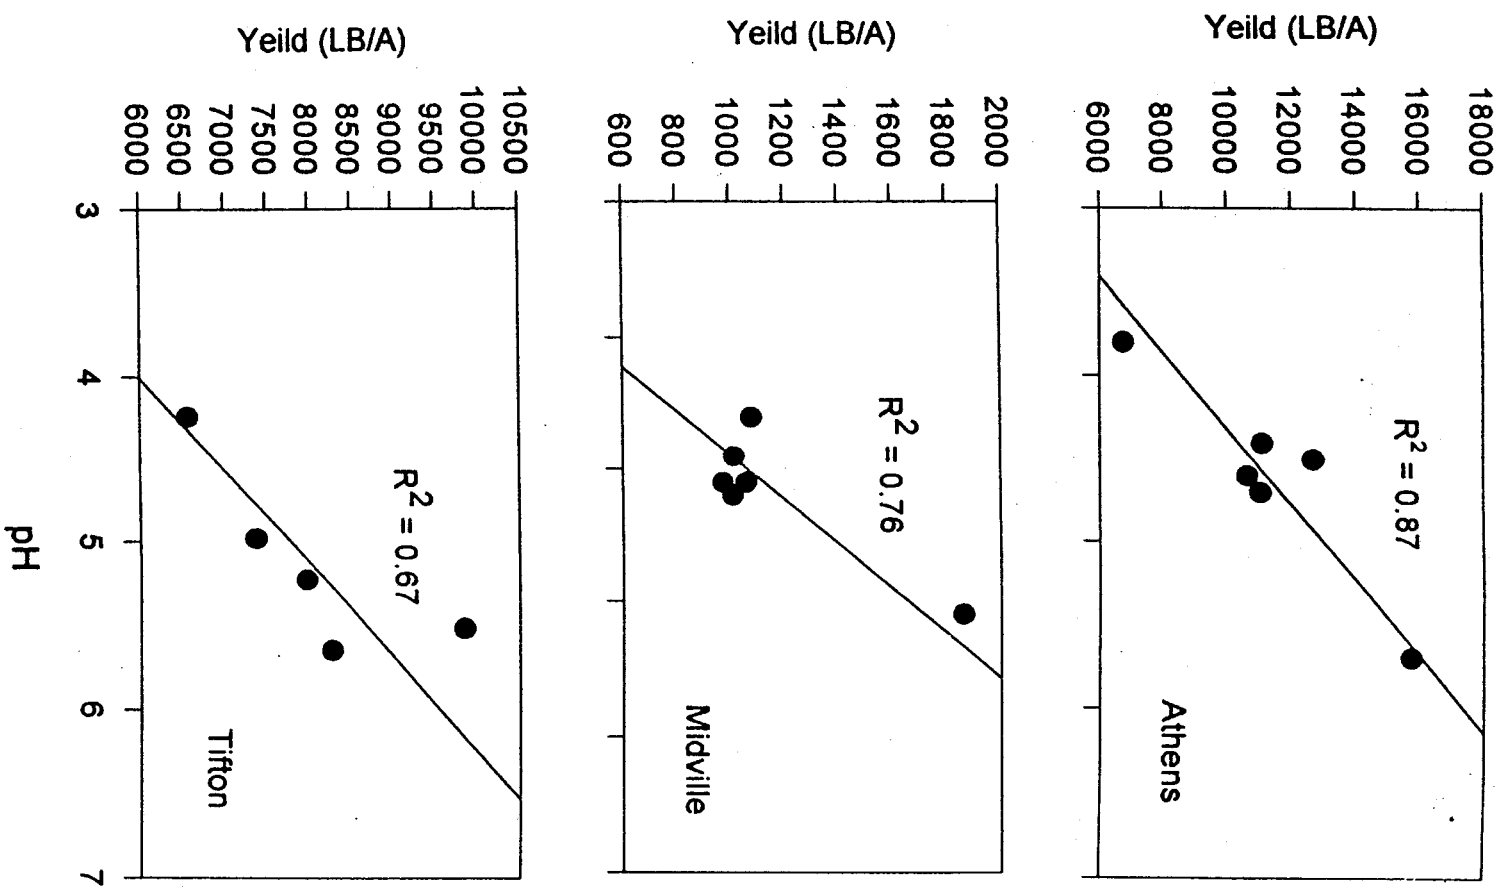 Yeild (LB/A)
18000
16000
14000
12000
10000
8000
6000
R² = 0.87
Athens
Yeild (LB/A)
2000
1800
1600
1400
1200
1000
800
600
R² = 0.76
Midville
Yeild (LB/A)
10500
10000
9500
9000
8500
8000
7500
7000
6500
6000
R² = 0.67
Tifton
3 4 5 6 7
pH